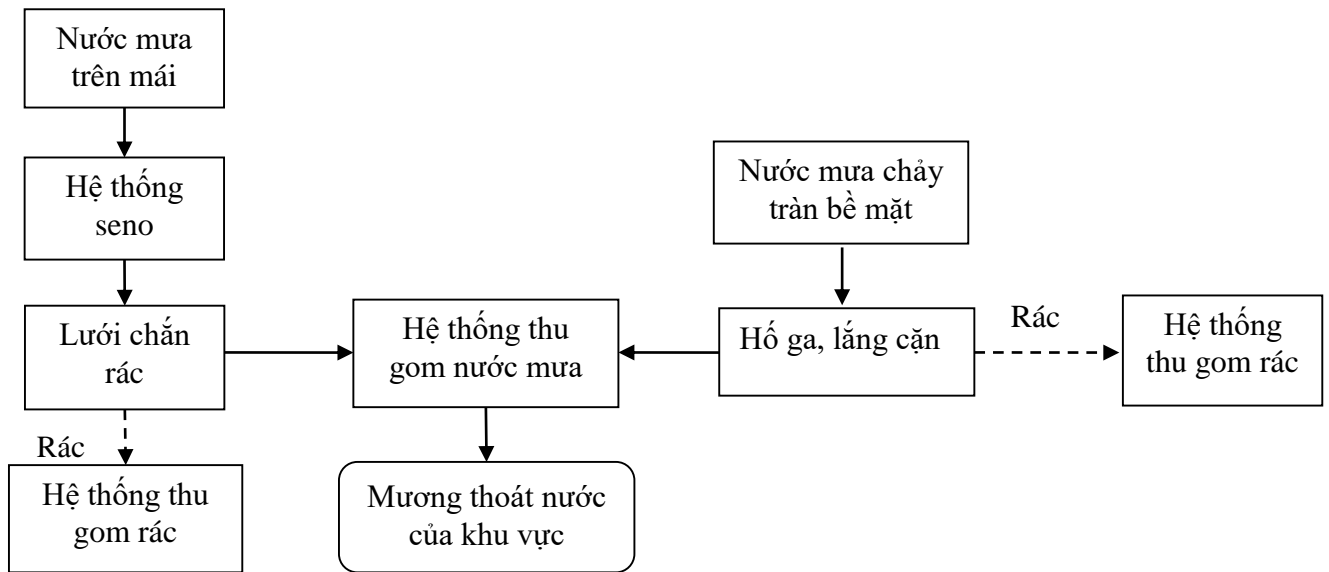 Nước mưa
trên mái
Hệ thống
seno
Lưới chắn
rác
Rác
Hệ thống thu
gom rác
Hệ thống thu
gom nước mưa
Mương thoát nước
của khu vực
Nước mưa chảy
tràn bề mặt
Hố ga, lắng cặn
Rác
Hệ thống
thu gom rác